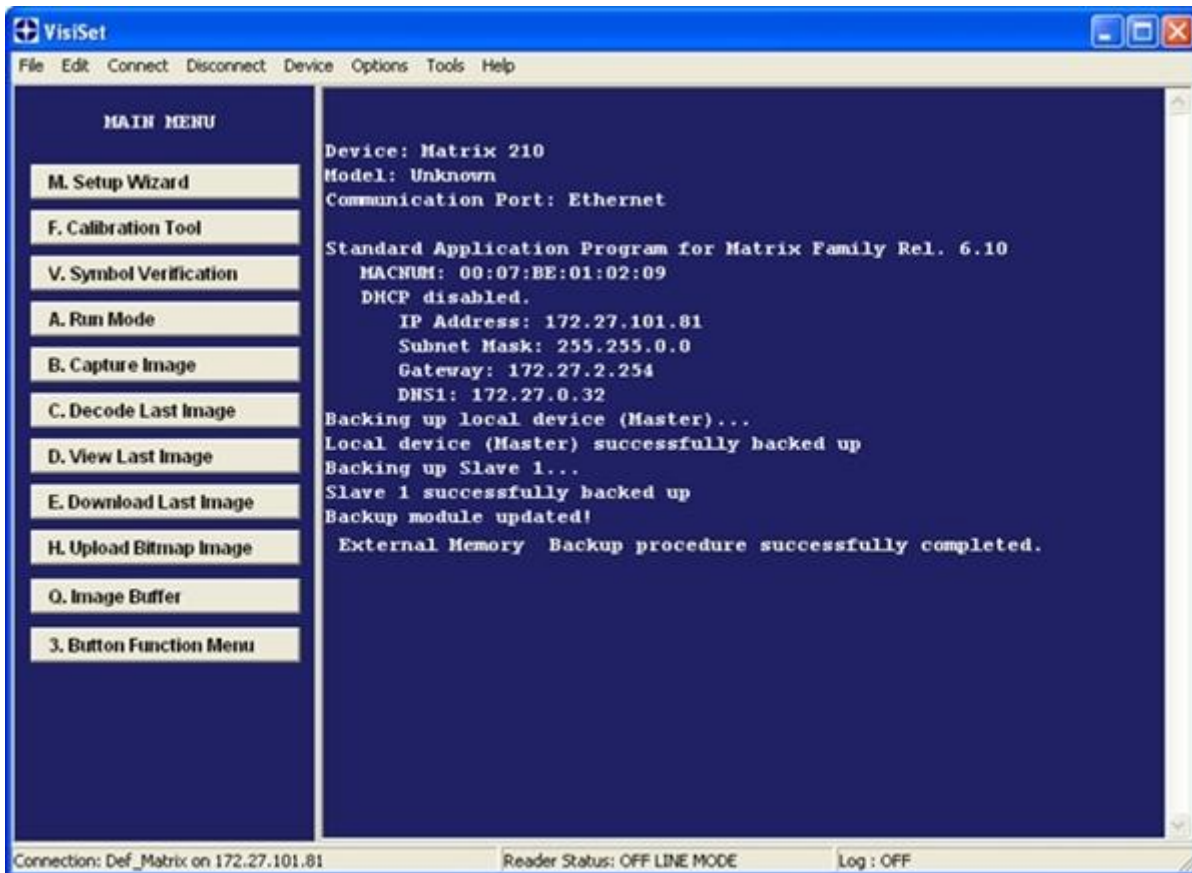 VisiSet
File Edit Connect Disconnect Device Options Tools Help
MAIN MENU
M. Setup Wizard
F. Calibration Tool
V. Symbol Verification
A. Run Mode
B. Capture Image
C. Decode Last Image
D. View Last Image
E. Download Last Image
H. Upload Bitmap Image
Q. Image Buffer
3. Button Function Menu
Device: Matrix 210
Model: Unknown
Communication Port: Ethernet
Standard Application Program for Matrix Family Rel. 6.10
MACNUM: 00:07:BE:01:02:09
DHCP disabled.
IP Address: 172.27.101.81
Subnet Mask: 255.255.0.0
Gateway: 172.27.2.254
DNS1: 172.27.0.32
Backing up local device (Master)...
Local device (Master) successfully backed up
Backing up Slave 1...
Slave 1 successfully backed up
Backup module updated!
External Memory Backup procedure successfully completed.
Connection: Def_Matrix on 172.27.101.81 Reader Status: OFF LINE MODE Log : OFF